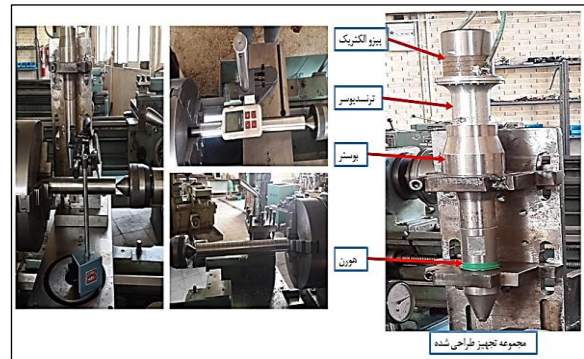 پیزو الکتریک
ترنسدیوسر
بوستر
هورن
مجموعه تجهیز طراحی شده